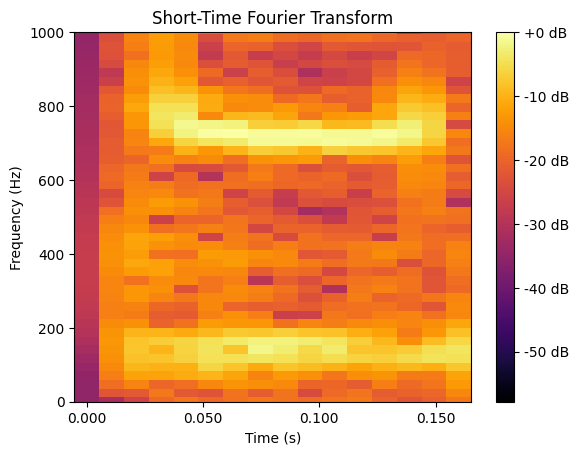 Short-Time Fourier Transform
1000
800
600
400
200
0
Frequency (Hz)
0.000
0.050
0.100
0.150
Time (s)
+0 dB
-10 dB
-20 dB
-30 dB
-40 dB
-50 dB